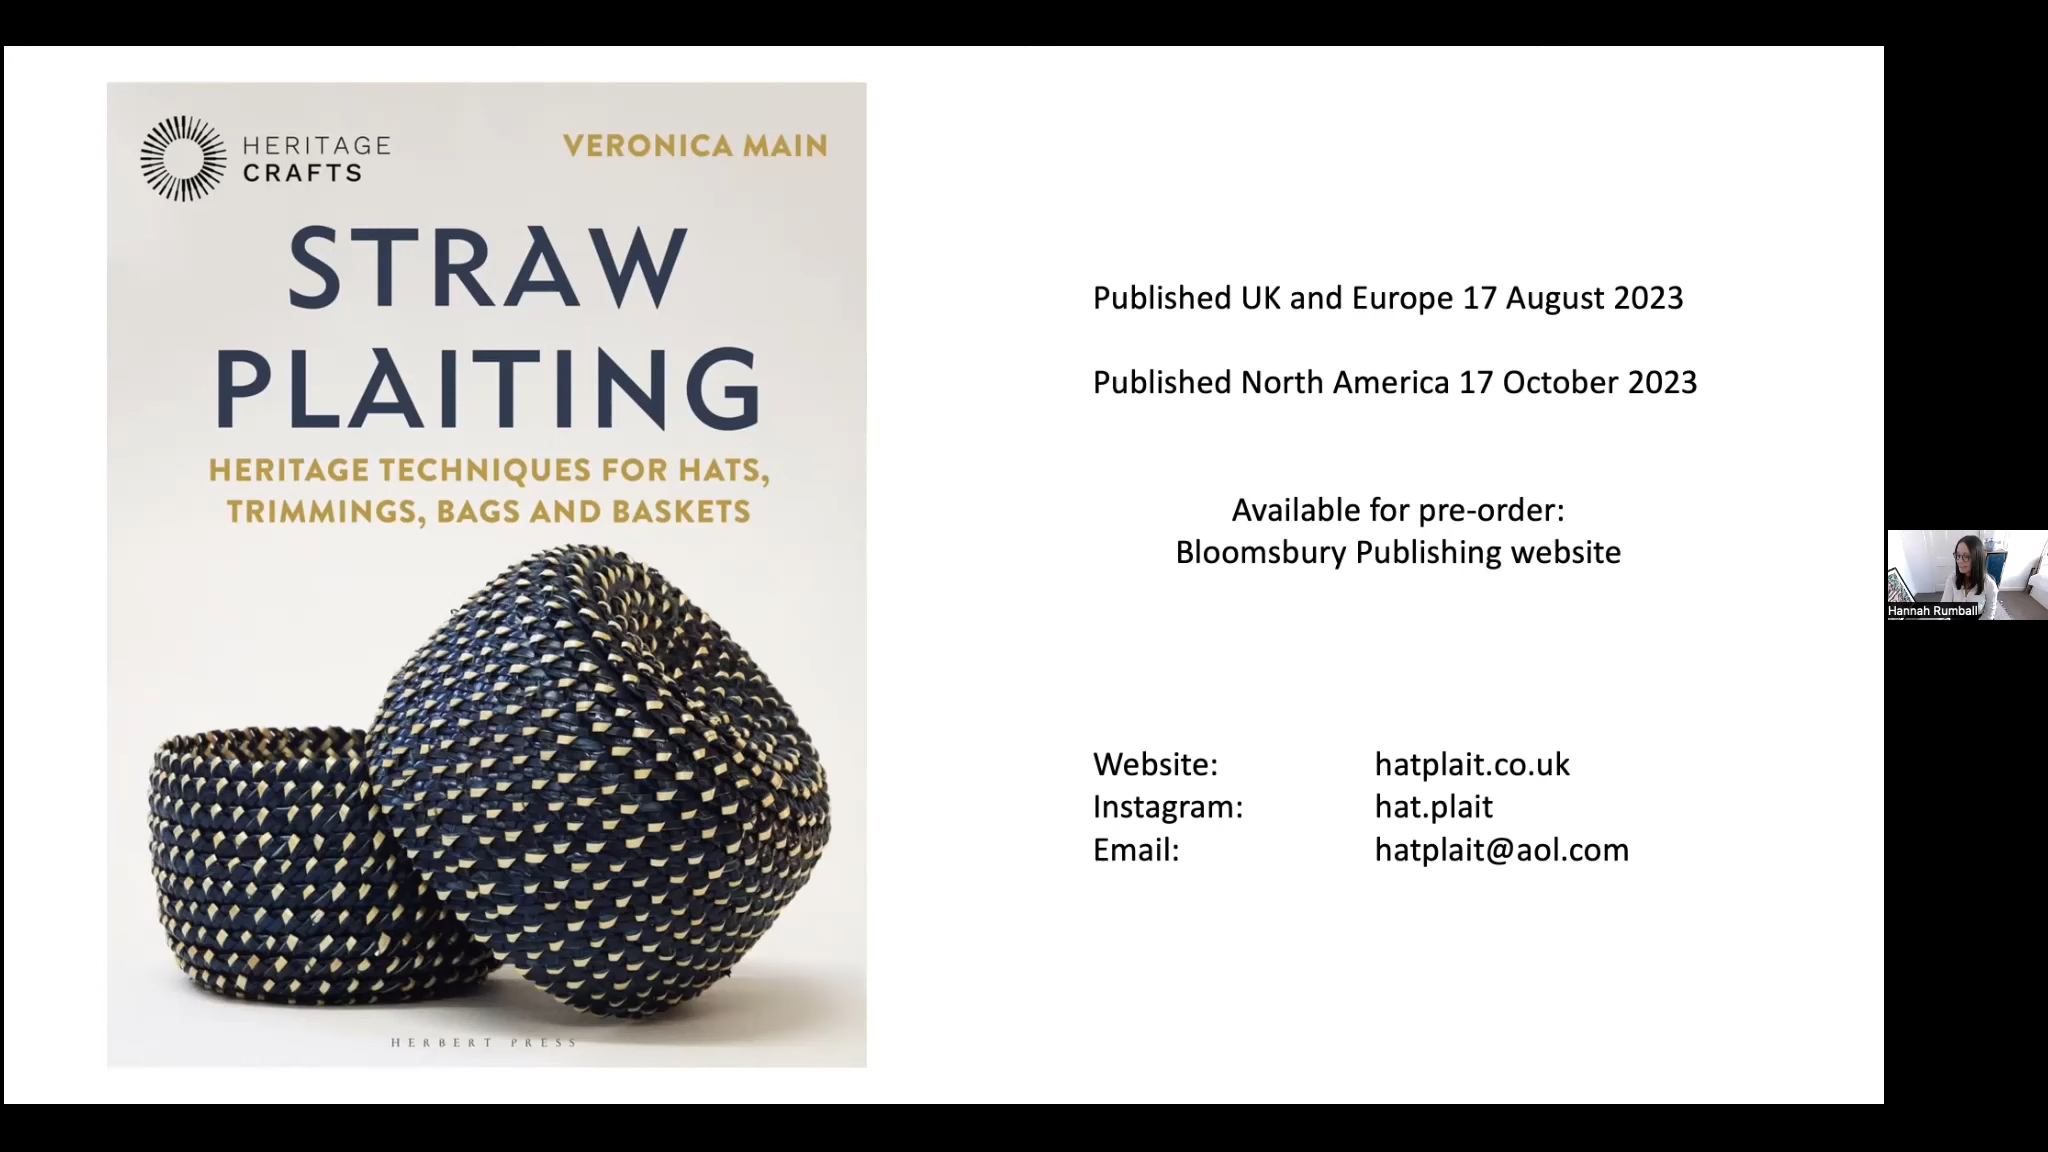 HERITAGE
CRAFTS
VERONICA MAIN
STRAW
PLAITING
HERITAGE TECHNIQUES FOR HATS,
TRIMMINGS, BAGS AND BASKETS
HERBERT PRESS
Published UK and Europe 17 August 2023
Published North America 17 October 2023
Available for pre-order:
Bloomsbury Publishing website
Website: hatplait.co.uk
Instagram: hat.plait
Email: hatplait@aol.com
Hannah Rumball